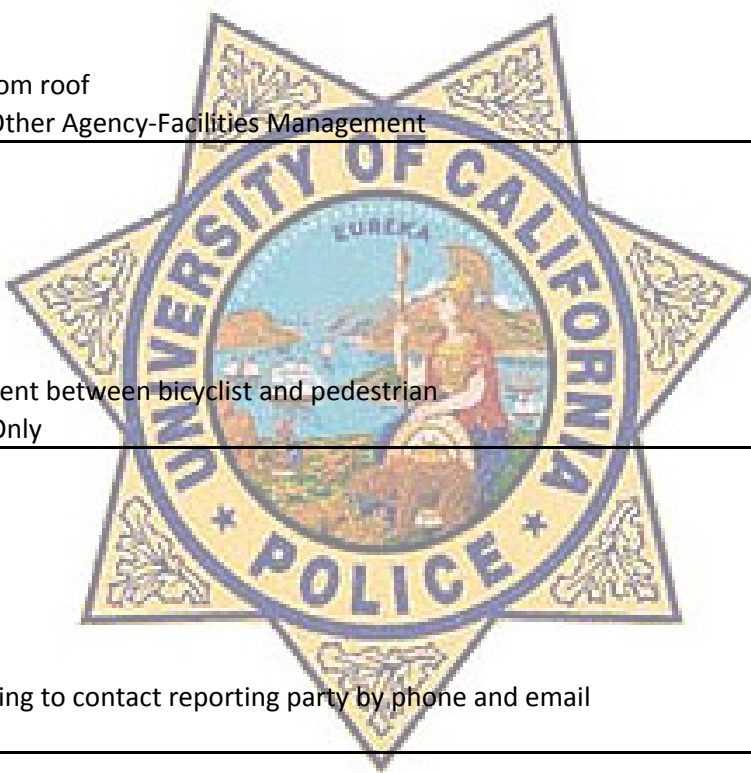 om roof
Other Agency-Facilities Management
UNIVERSITY OF CALIFORNIA
EUREKA
ent between bicyclist and pedestrian
Only
POLICE
ing to contact reporting party by phone and email